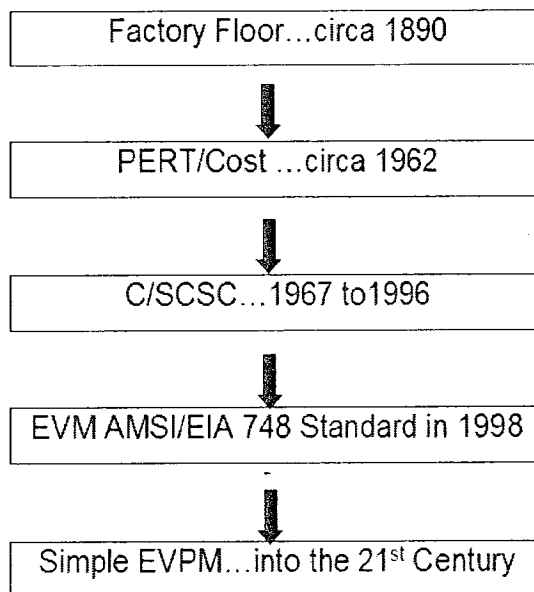 Factory Floor...circa 1890
PERT/Cost ...circa 1962
C/SCSC...1967 to1996
EVM AMSI/EIA 748 Standard in 1998
Simple EVPM...into the 21st Century